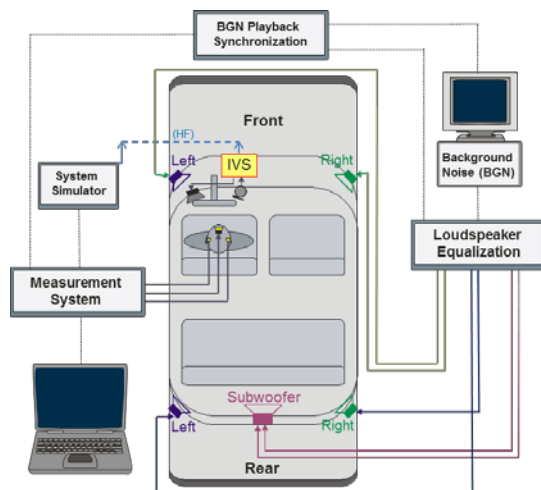 BGN Playback
Synchronization
Front
(HF)
Left
IVS
Right
System
Simulator
Background
Noise (BGN)
Loudspeaker
Equalization
Measurement
System
Subwoofer
Left
Right
Rear